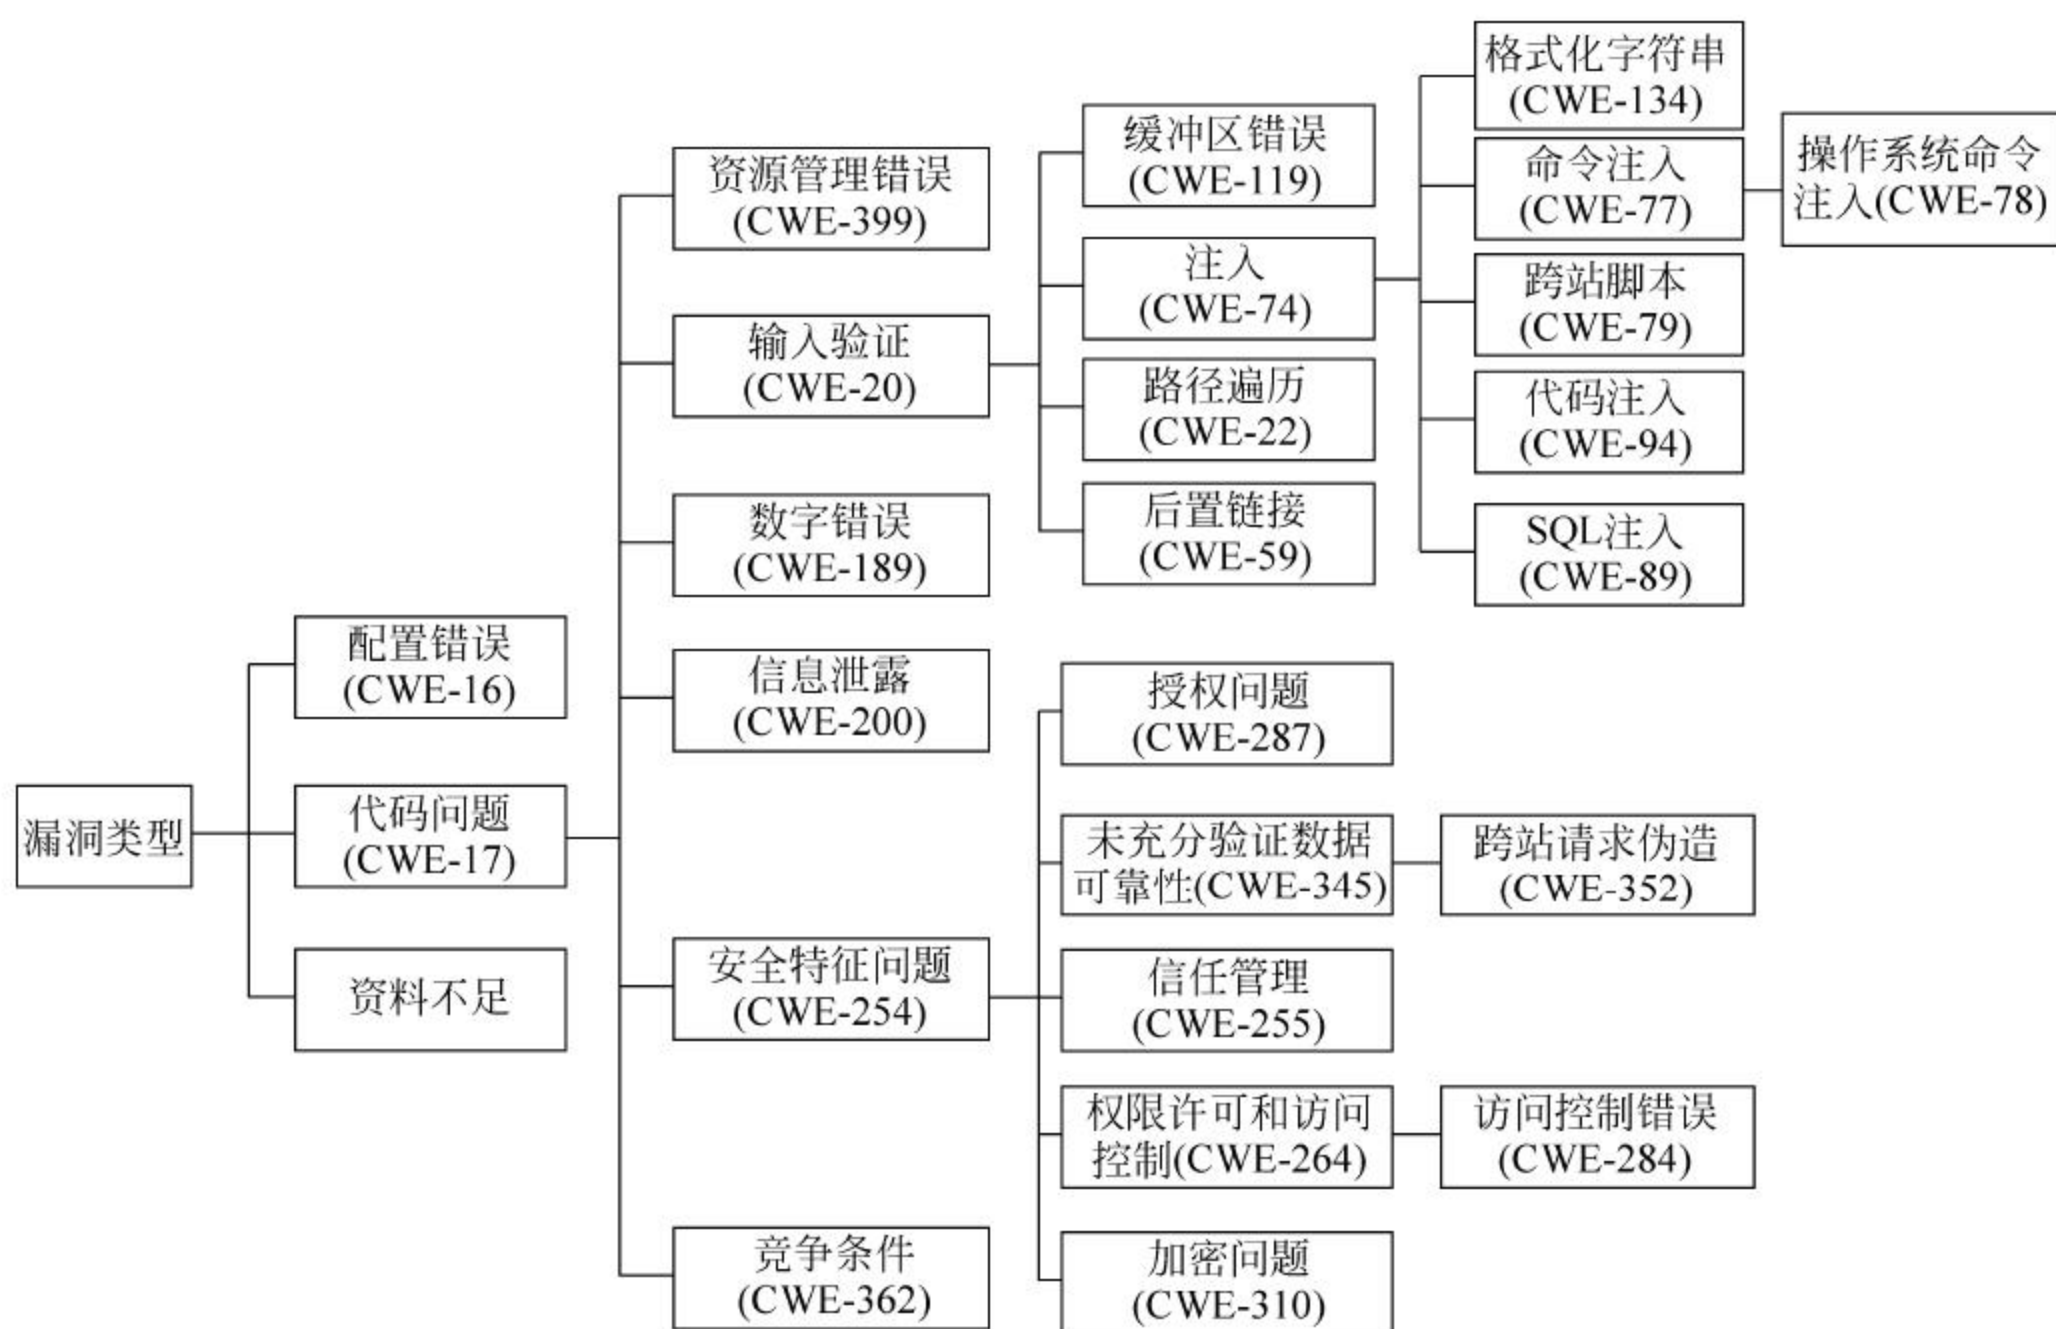 漏洞类型
配置错误
(CWE-16)
代码问题
(CWE-17)
资料不足
资源管理错误
(CWE-399)
输入验证
(CWE-20)
数字错误
(CWE-189)
信息泄露
(CWE-200)
安全特征问题
(CWE-254)
竞争条件
(CWE-362)
缓冲区错误
(CWE-119)
注入
(CWE-74)
路径遍历
(CWE-22)
后置链接
(CWE-59)
格式化字符串
(CWE-134)
命令注入
(CWE-77)
跨站脚本
(CWE-79)
代码注入
(CWE-94)
SQL注入
(CWE-89)
操作系统命令
注入(CWE-78)
授权问题
(CWE-287)
未充分验证数据
可靠性(CWE-345)
信任管理
(CWE-255)
权限许可和访问
控制(CWE-264)
加密问题
(CWE-310)
跨站请求伪造
(CWE-352)
访问控制错误
(CWE-284)